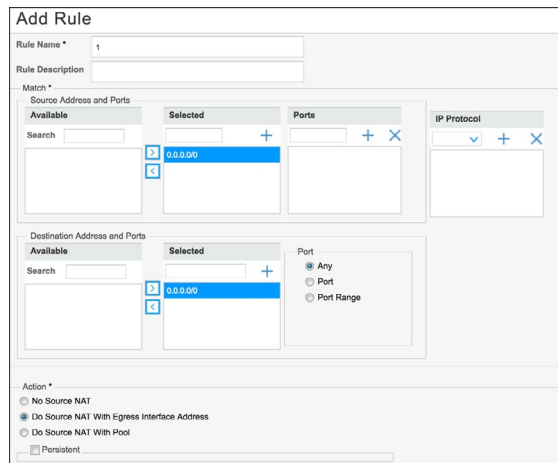 Add Rule
Rule Name *
1
Rule Description
Match *
Source Address and Ports
Available
Selected
Ports
IP Protocol
Search
0.0.0.0/0
Destination Address and Ports
Available
Selected
Port
Search
Any
0.0.0.0/0
Port
Port Range
Action *
No Source NAT
Do Source NAT With Egress Interface Address
Do Source NAT With Pool
Persistent